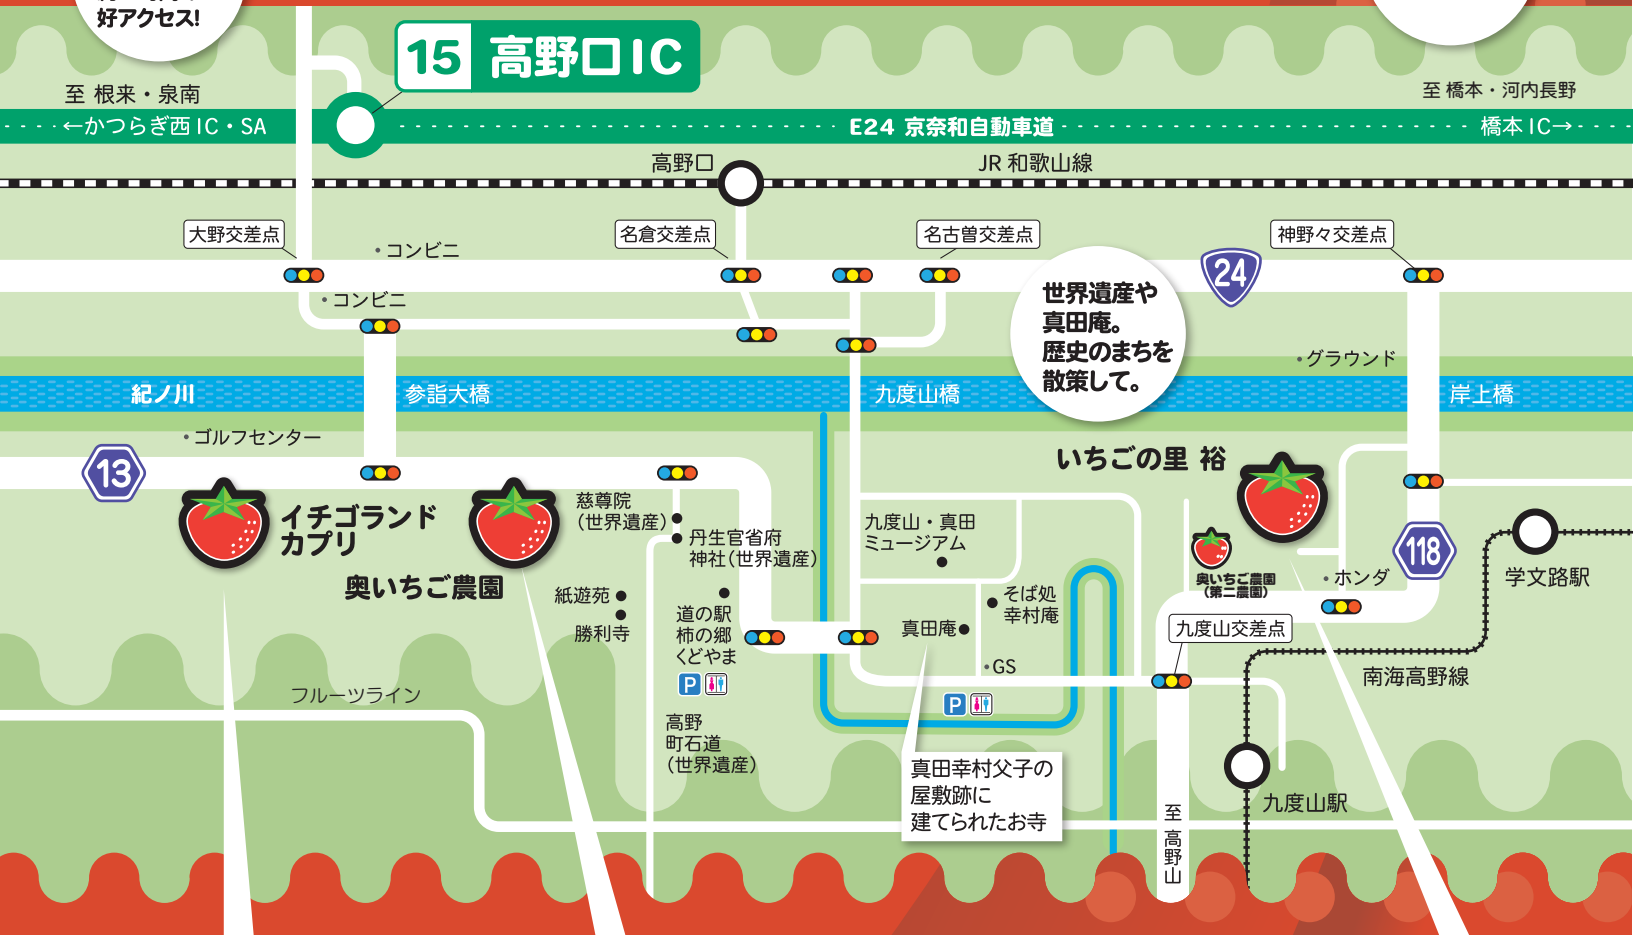 好アクセス!
15 高野口IC
至 根来・泉南
至 橋本・河内長野
←かつらぎ西IC・SA
E24 京奈和自動車道
橋本IC→
高野口
JR 和歌山線
大野交差点
名倉交差点
名古曽交差点
神野々交差点
・コンビニ
・コンビニ
24
世界遺産や
真田庵。
歴史のまちを
散策して。
・グラウンド
紀ノ川
参詣大橋
九度山橋
岸上橋
・ゴルフセンター
13
いちごの里 裕
イチゴランド
カプリ
奥いちご農園
慈尊院
（世界遺産）
丹生官省府
神社（世界遺産）
九度山・真田
ミュージアム
奥いちご農園
（第二農園）
118
・ホンダ
学文路駅
紙遊苑
勝利寺
道の駅
柿の郷
くどやま
P
そば処
幸村庵
真田庵
・GS
P
九度山交差点
南海高野線
フルーツライン
高野
町石道
（世界遺産）
真田幸村父子の
屋敷跡に
建てられたお寺
九度山駅
至 高野山